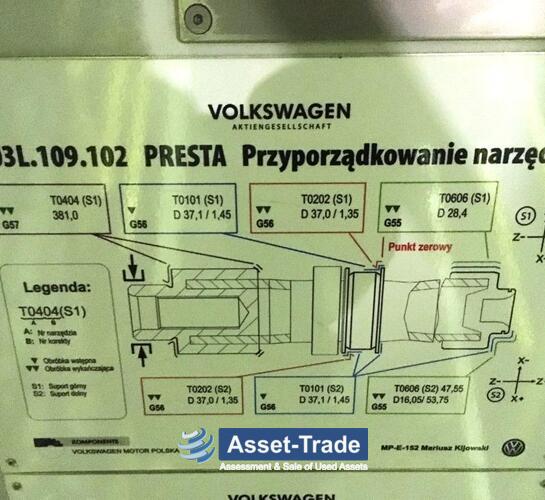 VOLKSWAGEN
AKTIENGESELLSCHAFT
03L.109.102 PRESTA Przyporządkowanie narzęd
T0404 (S1)
381,0
G57
T0101 (S1)
D 37,1 / 1,45
G56
T0202 (S1)
D 37,0 / 1,35
G56
T0606 (S1)
D 28,4
G55
S1
Z-
X+
Punkt zerowy
Legenda:
T0404(S1)
A B
A: Nr narzędzia
B: Nr korekty
Obróbka wstępna
Obróbka wykańczająca
S1: Suport górny
S2: Suport dolny
T0202 (S2)
D 37,0 / 1,35
G56
T0101 (S2)
D 37,1 / 1,45
G56
T0606 (S2) 47,55
D16,05/ 53,75
G55
X-
Z-
S2
X+
KOMPONENTS
VOLKSWAGEN MOTOR POLSKA
MP-E-152 Mariusz Kijowski
Asset-Trade
Assessment & Sale of Used Assets
VOLKSWAGEN